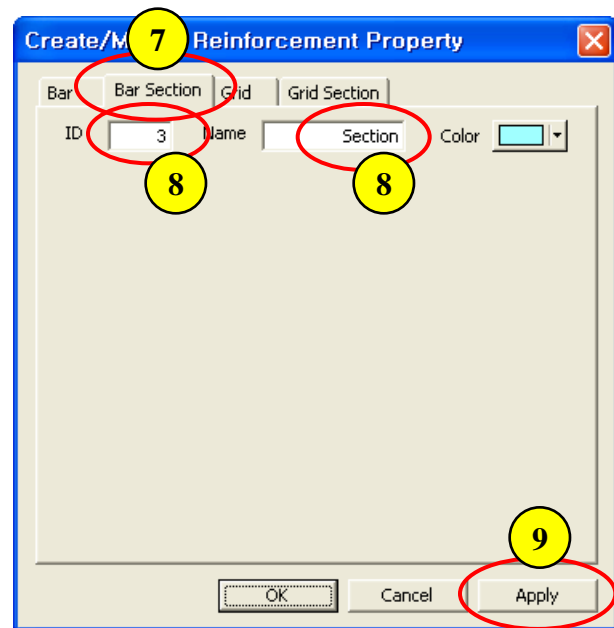 Create/M 7 Reinforcement Property
Bar Bar Section Grid Grid Section
ID 3 Name Section Color
8 8
9
OK Cancel Apply